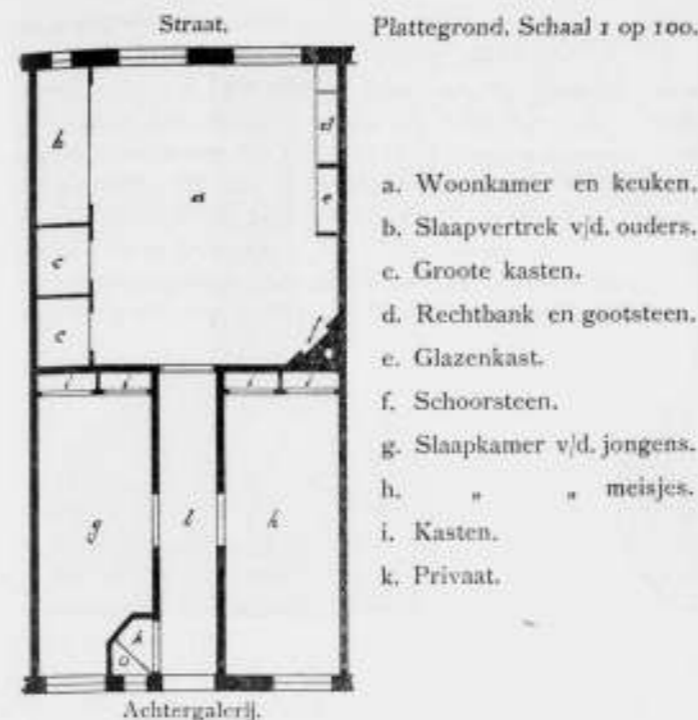 Straat.
Plattegrond. Schaal 1 op 100.
b
d
a
e
c
c
f
i i i i
g
l
h
k
Achtergalerij.
a. Woonkamer en keuken.
b. Slaapvertrek v/d. ouders.
c. Groote kasten.
d. Rechtbank en gootsteen.
e. Glazenkast.
f. Schoorsteen.
g. Slaapkamer v/d. jongens.
h. „ „ meisjes.
i. Kasten.
k. Privaat.